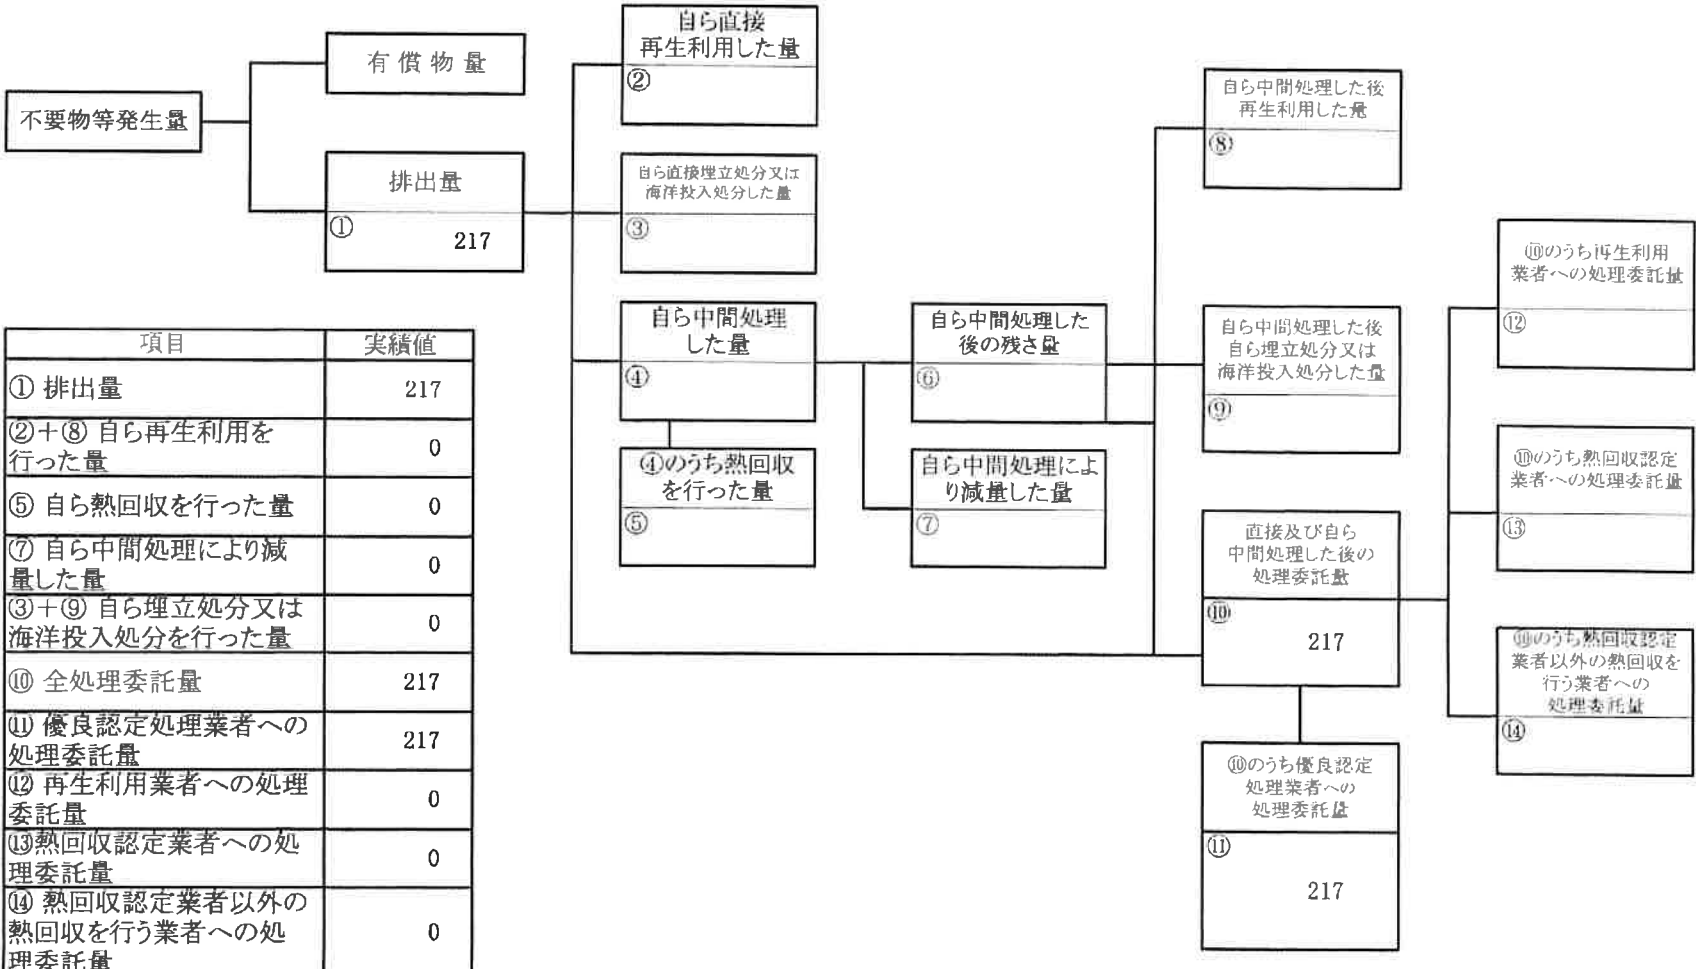 不要物等発生量
有償物量
排出量
①
217
自ら直接
再生利用した量
②
自ら直接埋立処分又は
海洋投入処分した量
③
自ら中間処理
した量
④
④のうち熱回収
を行った量
⑤
自ら中間処理した
後の残さ量
⑥
自ら中間処理によ
り減量した量
⑦
自ら中間処理した後
再生利用した量
⑧
自ら中間処理した後
自ら埋立処分又は
海洋投入処分した量
⑨
直接及び自ら
中間処理した後の
処理委託量
⑩
217
⑩のうち優良認定
処理業者への
処理委託量
⑪
217
⑩のうち再生利用
業者への処理委託量
⑫
⑩のうち熱回収認定
業者への処理委託量
⑬
⑩のうち熱回収認定
業者以外の熱回収を
行う業者への
処理委託量
⑭
項目 実績値
① 排出量 217
②+⑧ 自ら再生利用を
行った量 0
⑤ 自ら熱回収を行った量 0
⑦ 自ら中間処理により減
量した量 0
③+⑨ 自ら埋立処分又は
海洋投入処分を行った量 0
⑩ 全処理委託量 217
⑪ 優良認定処理業者への
処理委託量 217
⑫ 再生利用業者への処理
委託量 0
⑬熱回収認定業者への処
理委託量 0
⑭ 熱回収認定業者以外の
熱回収を行う業者への処
理委託量 0